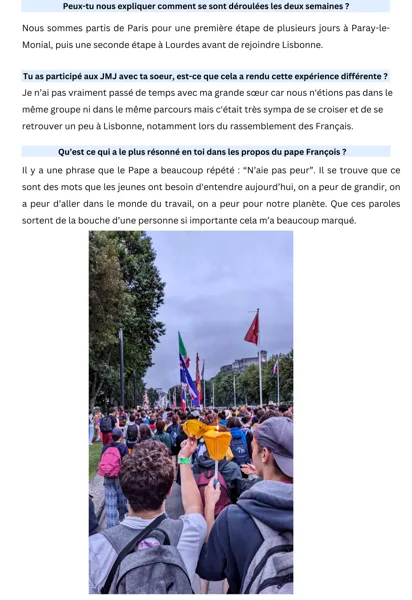 Peux-tu nous expliquer comment se sont déroulées les deux semaines ?
Nous sommes partis de Paris pour une première étape de plusieurs jours à Paray-le-
Monial, puis une seconde étape à Lourdes avant de rejoindre Lisbonne.
Tu as participé aux JMJ avec ta soeur, est-ce que cela a rendu cette expérience différente ?
Je n'ai pas vraiment passé de temps avec ma grande sœur car nous n'étions pas dans le
même groupe ni dans le même parcours mais c'était très sympa de se croiser et de se
retrouver un peu à Lisbonne, notamment lors du rassemblement des Français.
Qu'est ce qui a le plus résonné en toi dans les propos du pape François ?
Il y a une phrase que le Pape a beaucoup répété : "N'aie pas peur". Il se trouve que ce
sont des mots que les jeunes ont besoin d'entendre aujourd'hui, on a peur de grandir, on
a peur d'aller dans le monde du travail, on a peur pour notre planète. Que ces paroles
sortent de la bouche d'une personne si importante cela m'a beaucoup marqué.